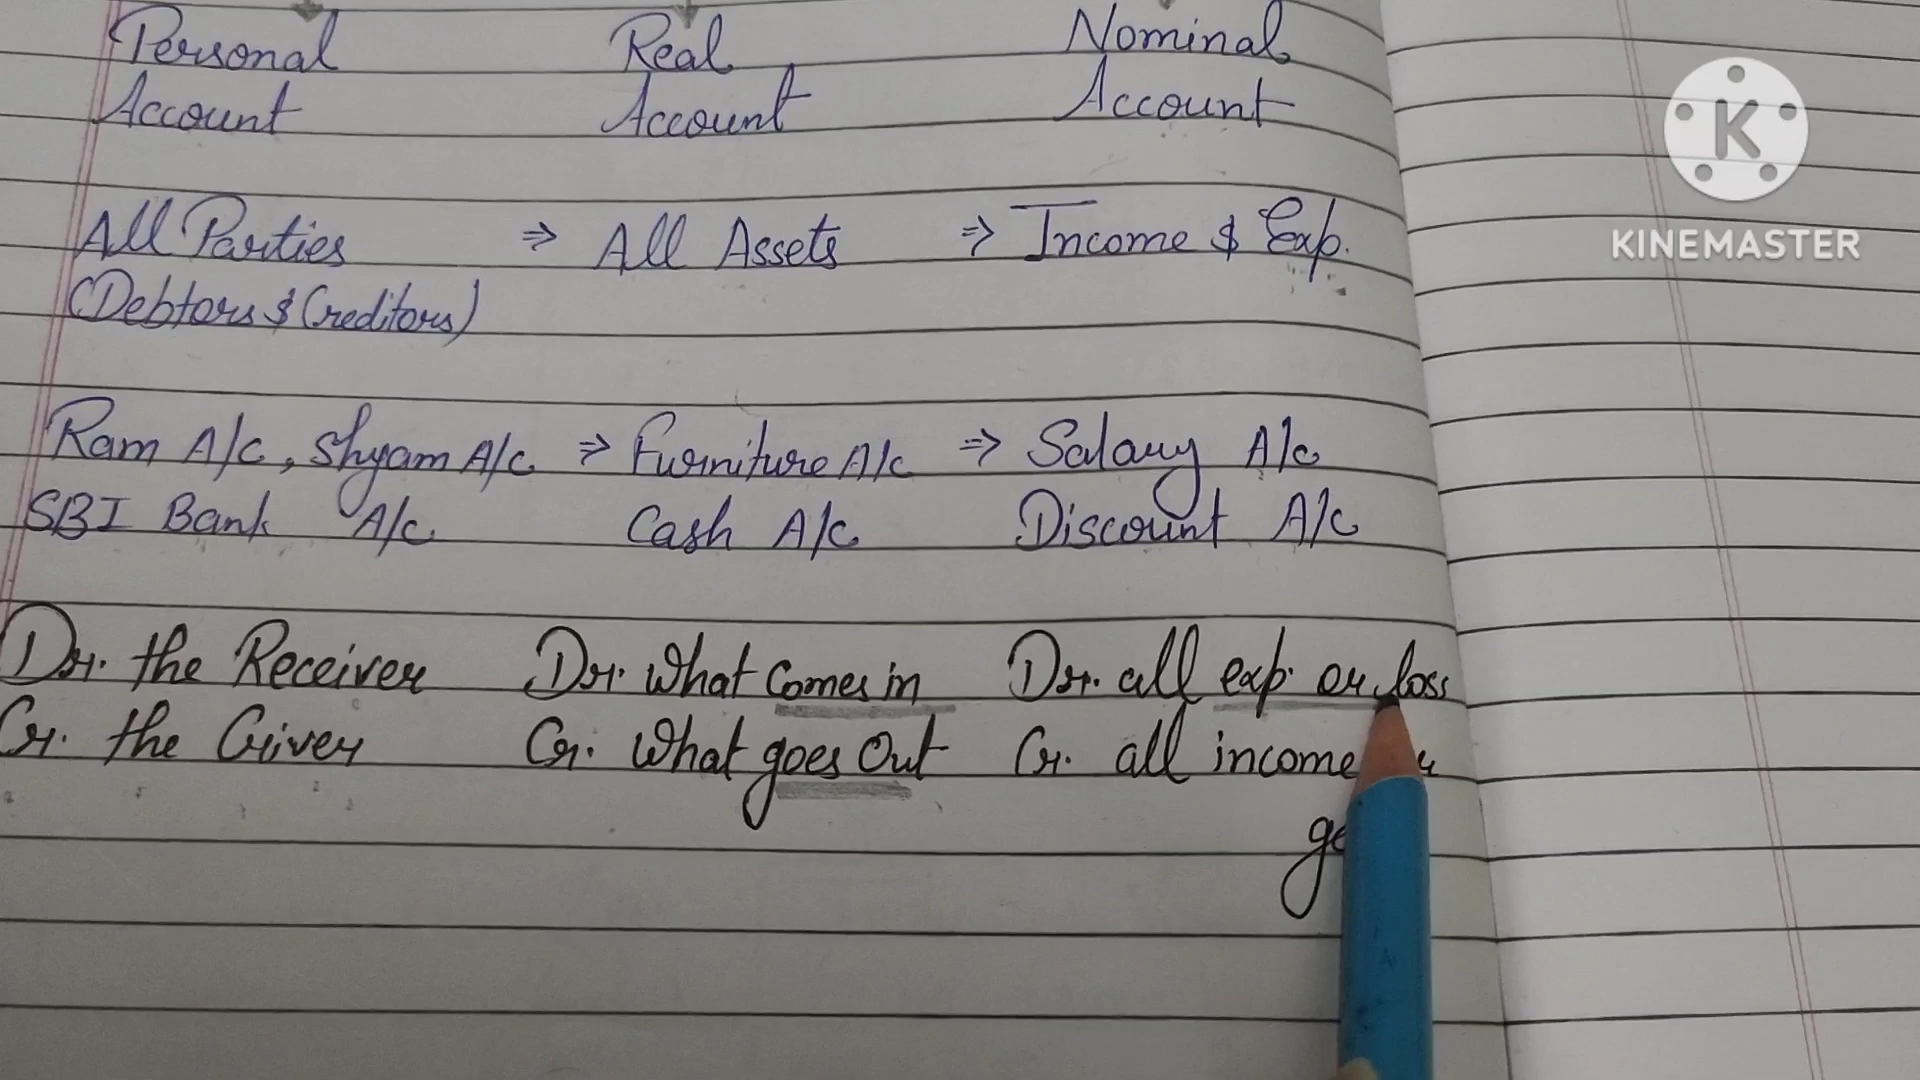 Personal Real Nominal
Account Account Account
All Parties ⇒ All Assets ⇒ Income & Exp.
(Debtors & Creditors)
Ram A/c, Shyam A/c ⇒ Furniture A/c ⇒ Salary A/c
SBI Bank A/c Cash A/c Discount A/c
Dr. the Receiver Dr. What comes in Dr. all exp. or loss
Cr. the Giver Cr. What goes Out Cr. all income
K
KINEMASTER